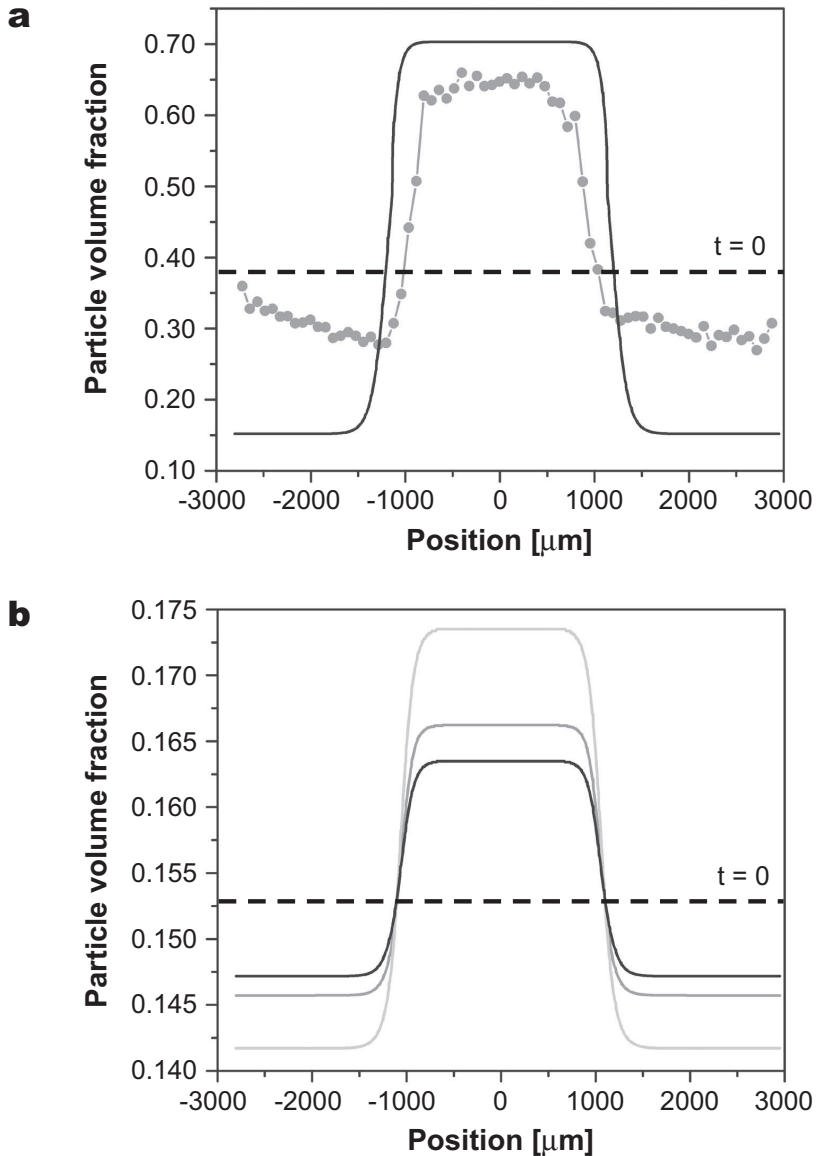 a
Particle volume fraction
0.70
0.60
0.50
0.40
0.30
0.20
0.10
t = 0
-3000 -2000 -1000 0 1000 2000 3000
Position [μm]
b
Particle volume fraction
0.175
0.170
0.165
0.160
0.155
0.150
0.145
0.140
t = 0
-3000 -2000 -1000 0 1000 2000 3000
Position [μm]